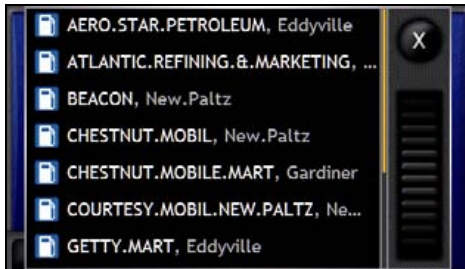 AERO.STAR.PETROLEUM, Eddyville
ATLANTIC.REFINING.&.MARKETING, ...
BEACON, New.Paltz
CHESTNUT.MOBIL, New.Paltz
CHESTNUT.MOBILE.MART, Gardiner
COURTESY.MOBIL.NEW.PALTZ, Ne...
GETTY.MART, Eddyville
X